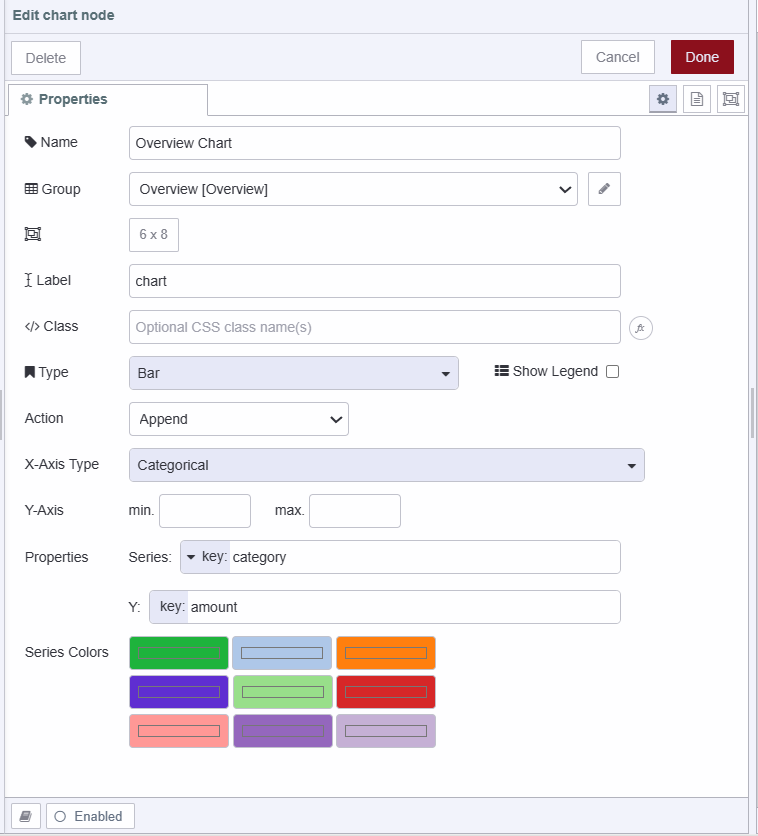 Edit chart node
Delete
Cancel
Done
Properties
Name
Overview Chart
Group
Overview [Overview]
6 x 8
Label
chart
</> Class
Optional CSS class name(s)
fx
Type
Bar
Show Legend
Action
Append
X-Axis Type
Categorical
Y-Axis
min.
max.
Properties
Series:
key: category
Y:
key: amount
Series Colors
Enabled